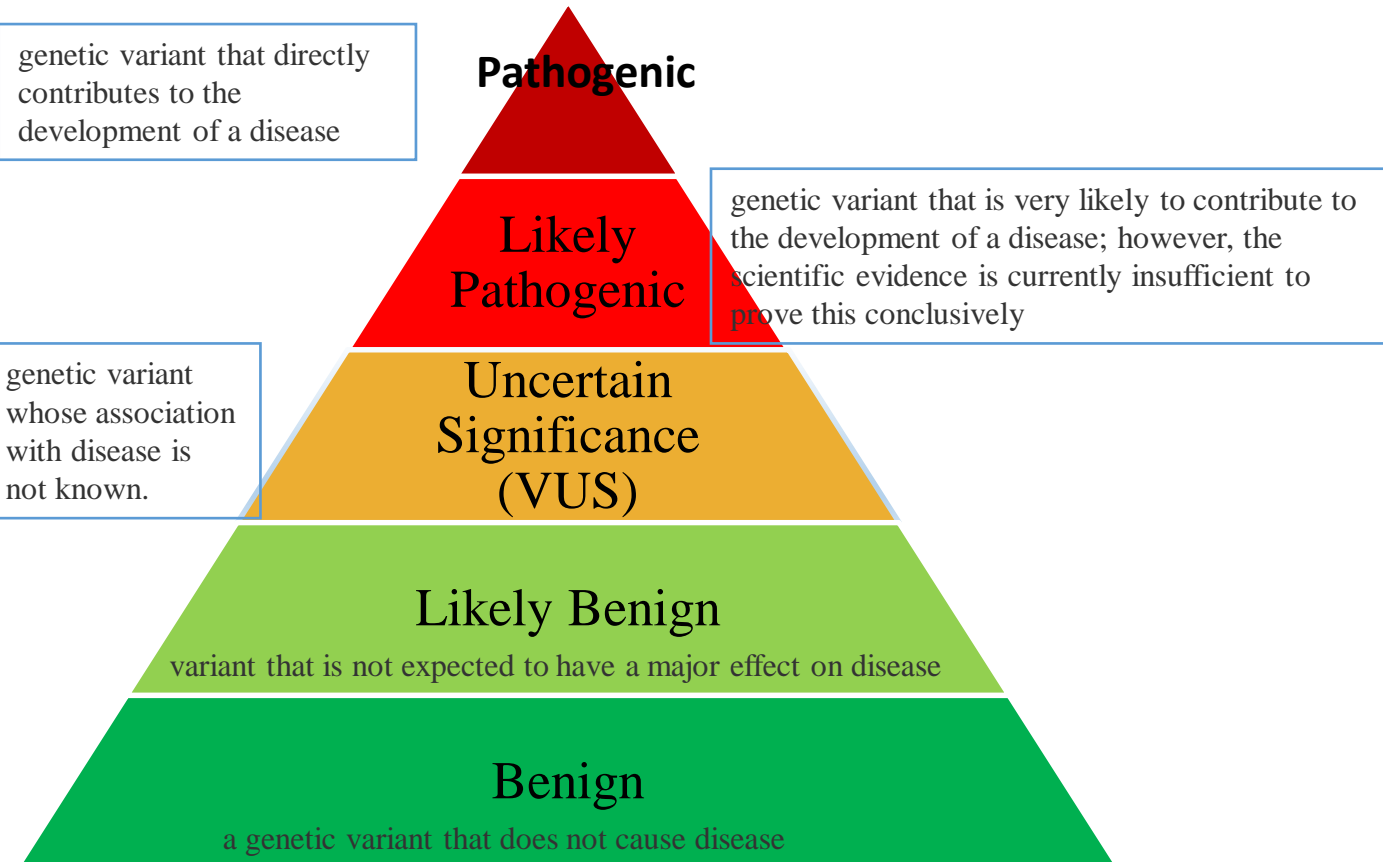 genetic variant that directly
contributes to the
development of a disease
Pathogenic
Likely
Pathogenic
genetic variant that is very likely to contribute to
the development of a disease; however, the
scientific evidence is currently insufficient to
prove this conclusively
genetic variant
whose association
with disease is
not known.
Uncertain
Significance
(VUS)
Likely Benign
variant that is not expected to have a major effect on disease
Benign
a genetic variant that does not cause disease